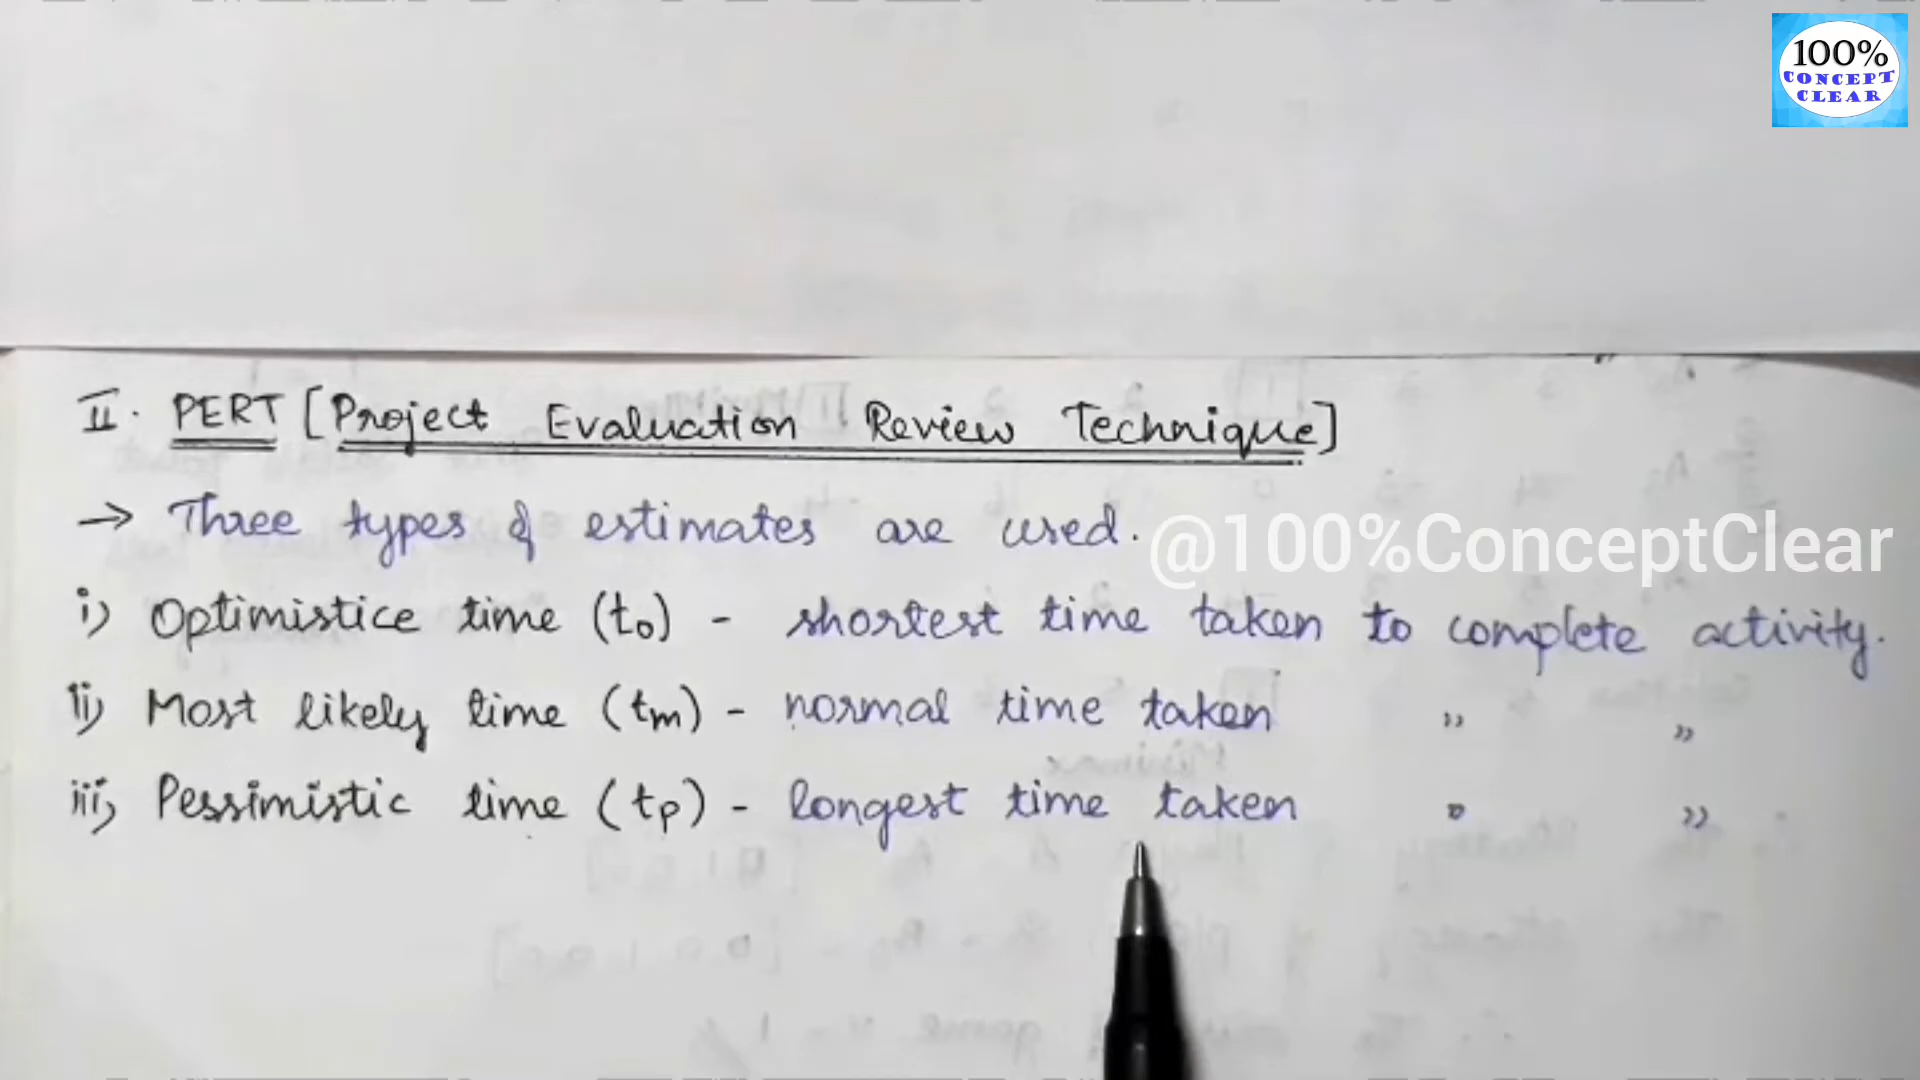 100%
CONCEPT
CLEAR
II. PERT [Project Evaluation Review Technique]
→ Three types of estimates are used.
@100%ConceptClear
i) Optimistice time (to) - shortest time taken to complete activity.
ii) Most likely time (tm) - normal time taken " "
iii) Pessimistic time (tp) - longest time taken " "